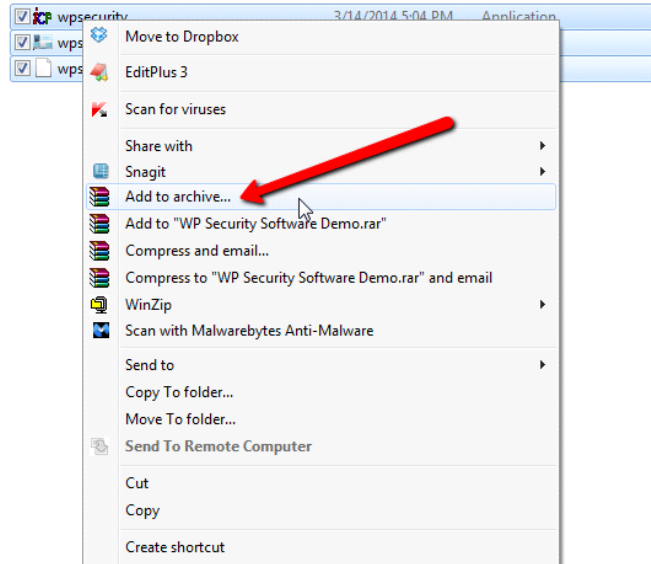 wpsecurity 3/14/2014 5:04 PM Application
wps
wps
Move to Dropbox
EditPlus 3
Scan for viruses
Share with
Snagit
Add to archive...
Add to "WP Security Software Demo.rar"
Compress and email...
Compress to "WP Security Software Demo.rar" and email
WinZip
Scan with Malwarebytes Anti-Malware
Send to
Copy To folder...
Move To folder...
Send To Remote Computer
Cut
Copy
Create shortcut